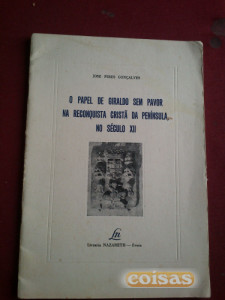 JOSÉ PIRES GONÇALVES
O PAPEL DE GIRALDO SEM PAVOR
NA RECONQUISTA CRISTÃ DA PENÍNSULA,
NO SÉCULO XII
Livraria NAZARETH — Évora
coisas